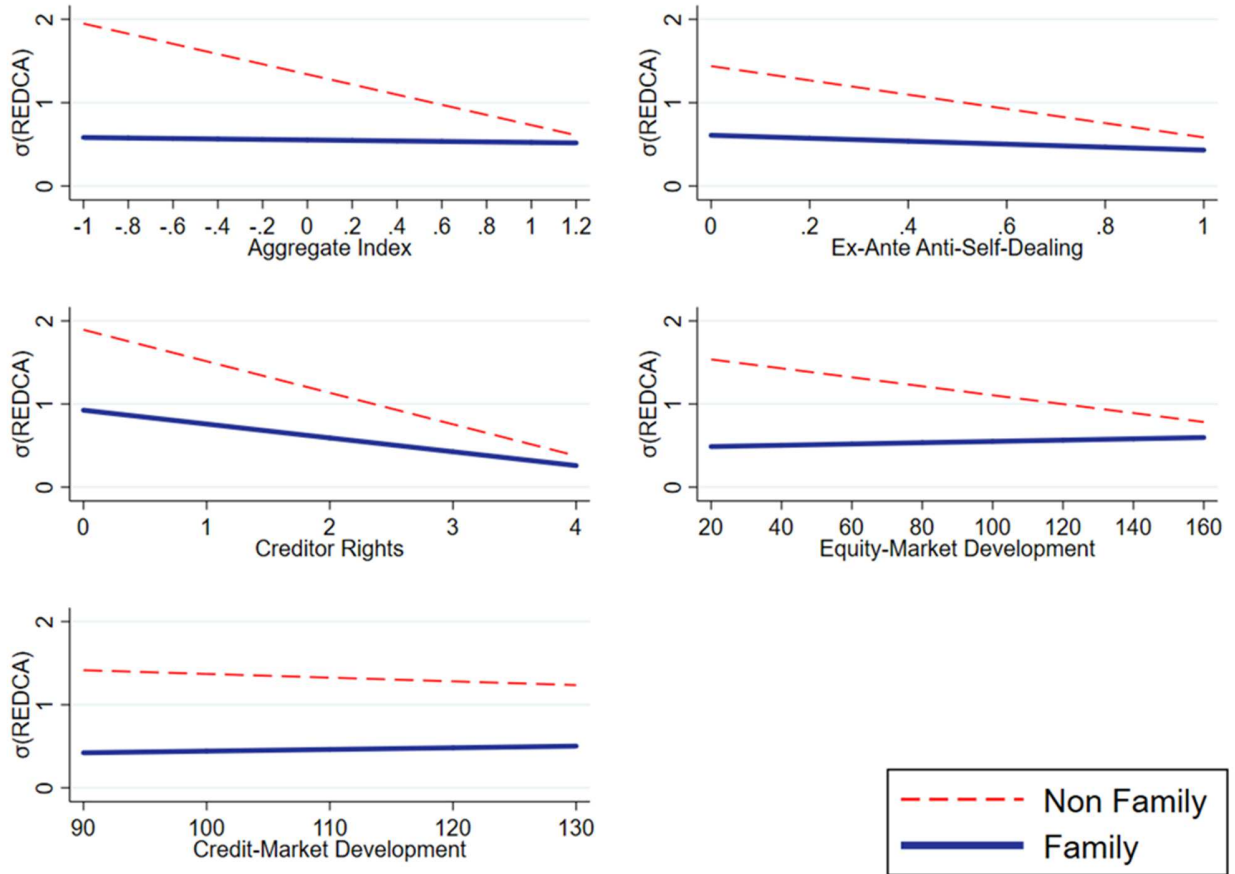 2
1
0
σ(REDCA)
-1 -.8 -.6 -.4 -.2 0 .2 .4 .6 .8 1 1.2
Aggregate Index
2
1
0
σ(REDCA)
0 .2 .4 .6 .8 1
Ex-Ante Anti-Self-Dealing
2
1
0
σ(REDCA)
0 1 2 3 4
Creditor Rights
2
1
0
σ(REDCA)
20 40 60 80 100 120 140 160
Equity-Market Development
2
1
0
σ(REDCA)
90 100 110 120 130
Credit-Market Development
Non Family
Family